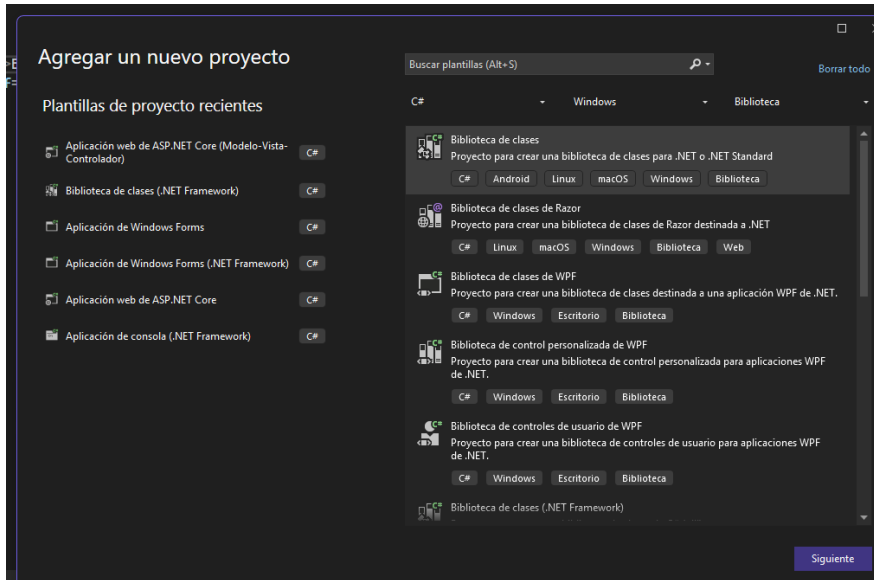 Agregar un nuevo proyecto
Plantillas de proyecto recientes
Aplicación web de ASP.NET Core (Modelo-Vista-
Controlador)
C#
Biblioteca de clases (.NET Framework)
C#
Aplicación de Windows Forms
C#
Aplicación de Windows Forms (.NET Framework)
C#
Aplicación web de ASP.NET Core
C#
Aplicación de consola (.NET Framework)
C#
Buscar plantillas (Alt+S)
Borrar todo
C# Windows Biblioteca
Biblioteca de clases
Proyecto para crear una biblioteca de clases para .NET o .NET Standard
C# Android Linux macOS Windows Biblioteca
Biblioteca de clases de Razor
Proyecto para crear una biblioteca de clases de Razor destinada a .NET
C# Linux macOS Windows Biblioteca Web
Biblioteca de clases de WPF
Proyecto para crear una biblioteca de clases destinada a una aplicación WPF de .NET.
C# Windows Escritorio Biblioteca
Biblioteca de control personalizada de WPF
Proyecto para crear una biblioteca de control personalizada para aplicaciones WPF
de .NET.
C# Windows Escritorio Biblioteca
Biblioteca de controles de usuario de WPF
Proyecto para crear una biblioteca de controles de usuario para aplicaciones WPF
de .NET.
C# Windows Escritorio Biblioteca
Biblioteca de clases (.NET Framework)
Siguiente